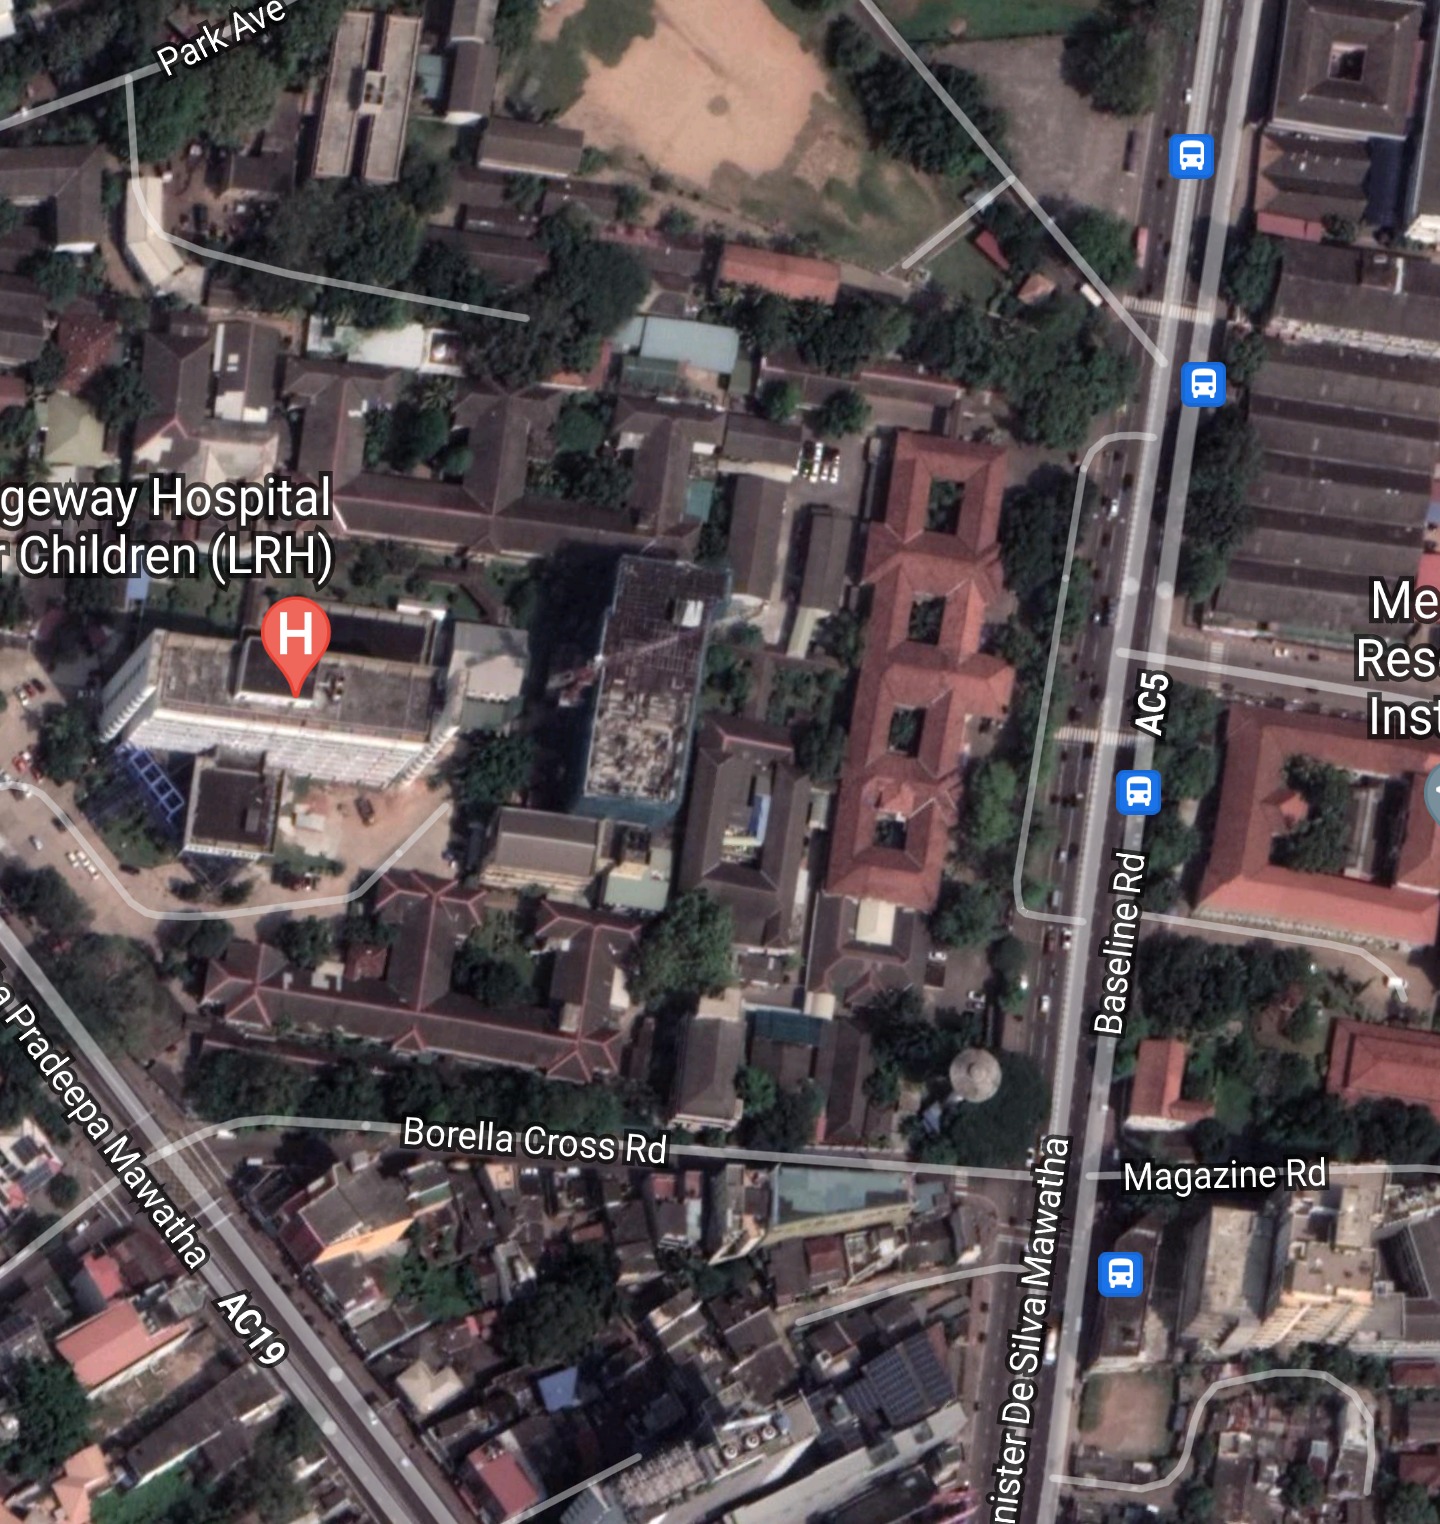 Park Ave
geway Hospital
r Children (LRH)
H
Me
Res
Inst
AC5
Baseline Rd
a Pradeepa Mawatha
Borella Cross Rd
Magazine Rd
AC19
nister De Silva Mawatha